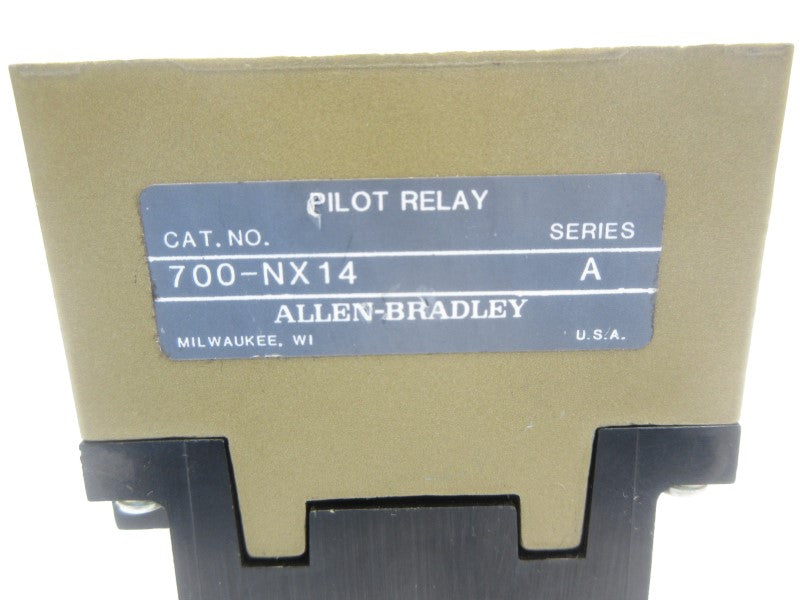 PILOT RELAY
CAT. NO. SERIES
700-NX14 A
ALLEN-BRADLEY
MILWAUKEE, WI U.S.A.